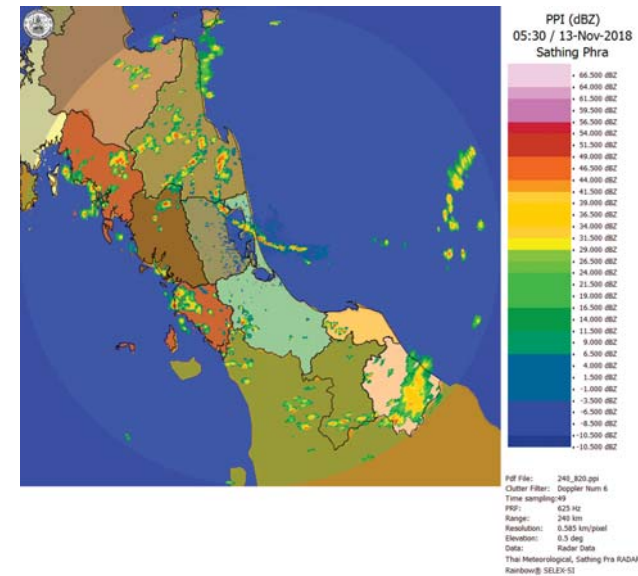 PPI (dBZ)
05:30 / 13-Nov-2018
Sathing Phra
66.500 dBZ
64.000 dBZ
61.500 dBZ
59.000 dBZ
56.500 dBZ
54.000 dBZ
51.500 dBZ
49.000 dBZ
46.500 dBZ
44.000 dBZ
41.500 dBZ
39.000 dBZ
36.500 dBZ
34.000 dBZ
31.500 dBZ
29.000 dBZ
26.500 dBZ
24.000 dBZ
21.500 dBZ
19.000 dBZ
16.500 dBZ
14.000 dBZ
11.500 dBZ
9.000 dBZ
6.500 dBZ
4.000 dBZ
1.500 dBZ
-1.000 dBZ
-3.500 dBZ
-6.500 dBZ
-8.500 dBZ
-10.500 dBZ
-10.500 dBZ
Pdf File: 240_820.ppi
Clutter Filter: Doppler Num 6
Time sampling:49
PRF: 625 Hz
Range: 240 km
Resolution: 0.585 km/pixel
Elevation: 0.5 deg
Data: Radar Data
Thai Meteorological, Sathing Pra RADAR
Rainbow® SELEX-SI